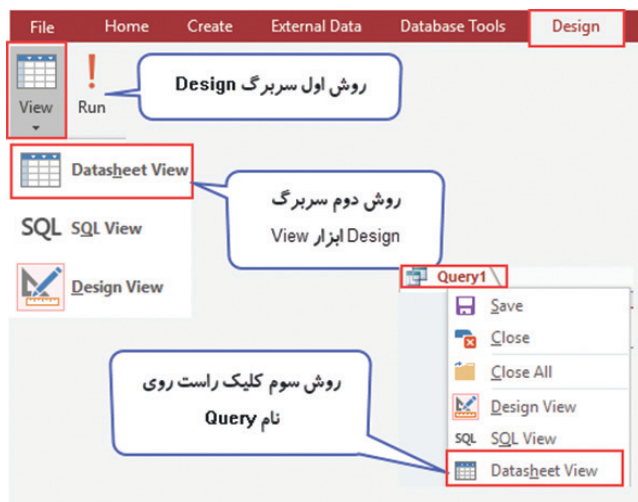 File Home Create External Data Database Tools Design
View Run
روش اول سربرگ Design
Datasheet View
SQL SQL View
Design View
روش دوم سربرگ
Design ابزار View
Query1
Save
Close
Close All
Design View
SQL SQL View
Datasheet View
روش سوم کلیک راست روی
نام Query